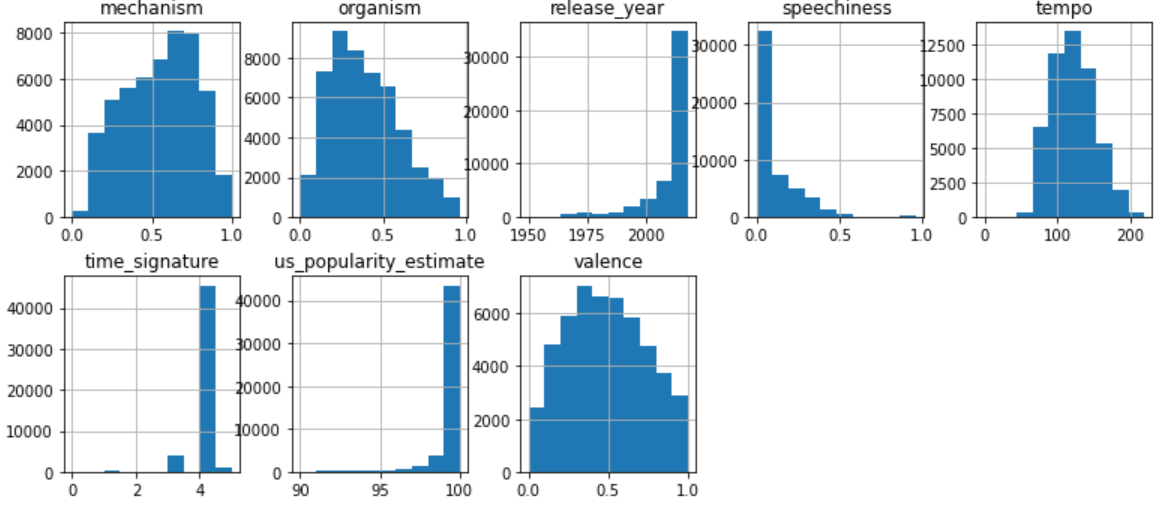 mechanism
8000
6000
4000
2000
0
0.0 0.5 1.0
organism
8000
6000
4000
2000
0
0.0 0.5 1.0
release_year
30000
20000
10000
0
1950 1975 2000
speechiness
30000
20000
10000
0
0.0 0.5 1.0
tempo
12500
10000
7500
5000
2500
0
0 100 200
time_signature
40000
30000
20000
10000
0
0 2 4
us_popularity_estimate
40000
30000
20000
10000
0
90 95 100
valence
6000
4000
2000
0
0.0 0.5 1.0